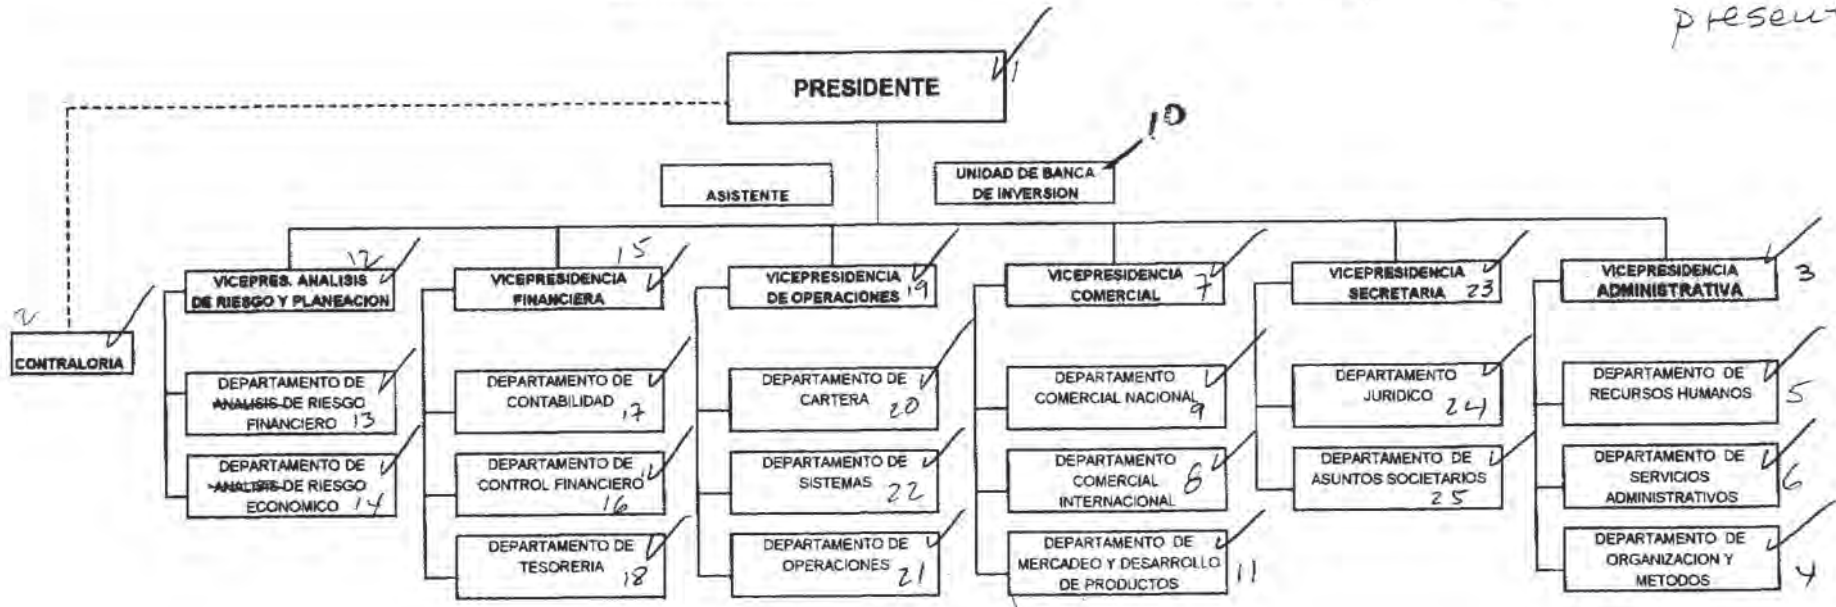 present
PRESIDENTE
1
10
ASISTENTE
UNIDAD DE BANCA
DE INVERSION
2
CONTRALORIA
12
VICEPRES. ANALISIS
DE RIESGO Y PLANEACION
DEPARTAMENTO DE
ANALISIS DE RIESGO
FINANCIERO 13
DEPARTAMENTO DE
ANALISIS DE RIESGO
ECONOMICO 14
15
VICEPRESIDENCIA
FINANCIERA
DEPARTAMENTO DE
CONTABILIDAD 17
DEPARTAMENTO DE
CONTROL FINANCIERO
16
DEPARTAMENTO DE
TESORERIA 18
VICEPRESIDENCIA
DE OPERACIONES 19
DEPARTAMENTO DE
CARTERA 20
DEPARTAMENTO DE
SISTEMAS 22
DEPARTAMENTO DE
OPERACIONES 21
VICEPRESIDENCIA
COMERCIAL 7
DEPARTAMENTO
COMERCIAL NACIONAL 9
DEPARTAMENTO
COMERCIAL 8
INTERNACIONAL
DEPARTAMENTO DE
MERCADEO Y DESARROLLO
DE PRODUCTOS 11
VICEPRESIDENCIA
SECRETARIA 23
DEPARTAMENTO
JURIDICO 24
DEPARTAMENTO DE
ASUNTOS SOCIETARIOS
25
VICEPRESIDENCIA
ADMINISTRATIVA 3
DEPARTAMENTO DE
RECURSOS HUMANOS 5
DEPARTAMENTO DE
SERVICIOS 6
ADMINISTRATIVOS
DEPARTAMENTO DE
ORGANIZACION Y
METODOS 4